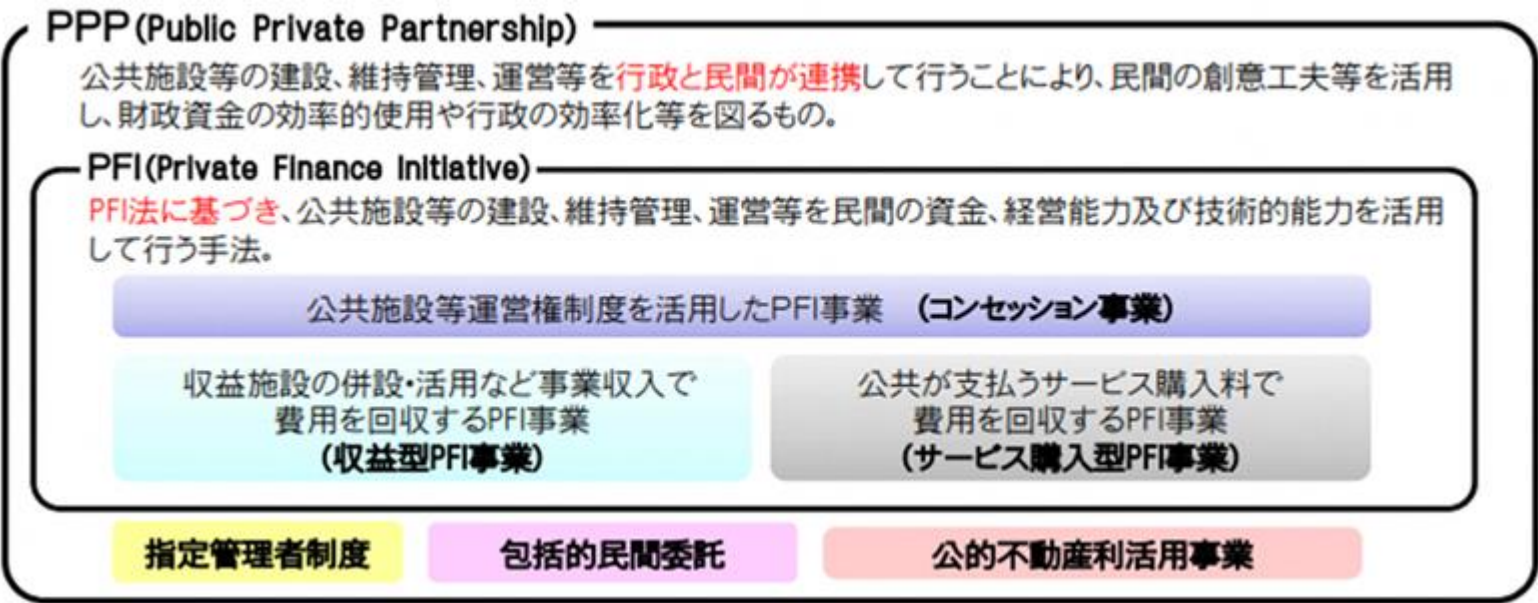 PPP(Public Private Partnership)
公共施設等の建設、維持管理、運営等を行政と民間が連携して行うことにより、民間の創意工夫等を活用
し、財政資金の効率的使用や行政の効率化等を図るもの。
PFI(Private Finance Initiative)
PFI法に基づき、公共施設等の建設、維持管理、運営等を民間の資金、経営能力及び技術的能力を活用
して行う手法。
公共施設等運営権制度を活用したPFI事業 (コンセッション事業)
収益施設の併設・活用など事業収入で
費用を回収するPFI事業
(収益型PFI事業)
公共が支払うサービス購入料で
費用を回収するPFI事業
(サービス購入型PFI事業)
指定管理者制度
包括的民間委託
公的不動産利活用事業